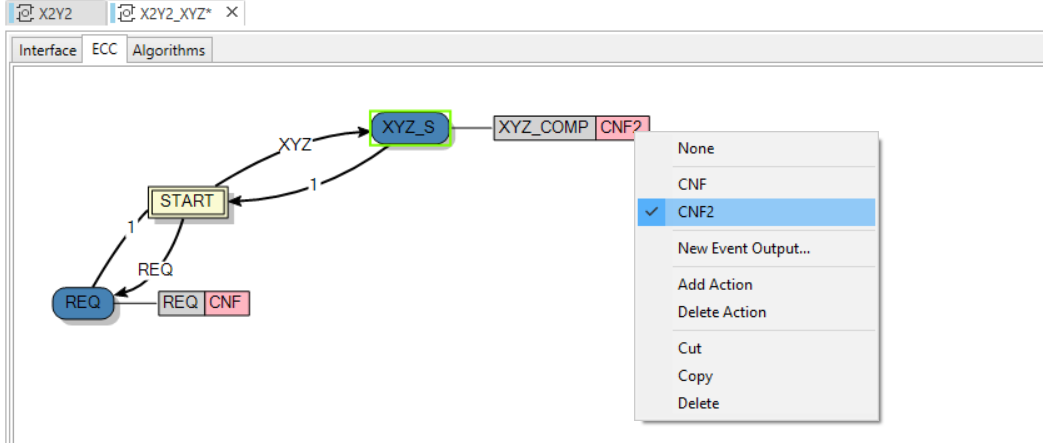 X2Y2 X2Y2_XYZ*
Interface ECC Algorithms
XYZ_S XYZ_COMP CNF2
XYZ
1
START
1
REQ
REQ REQ CNF
None
CNF
CNF2
New Event Output...
Add Action
Delete Action
Cut
Copy
Delete